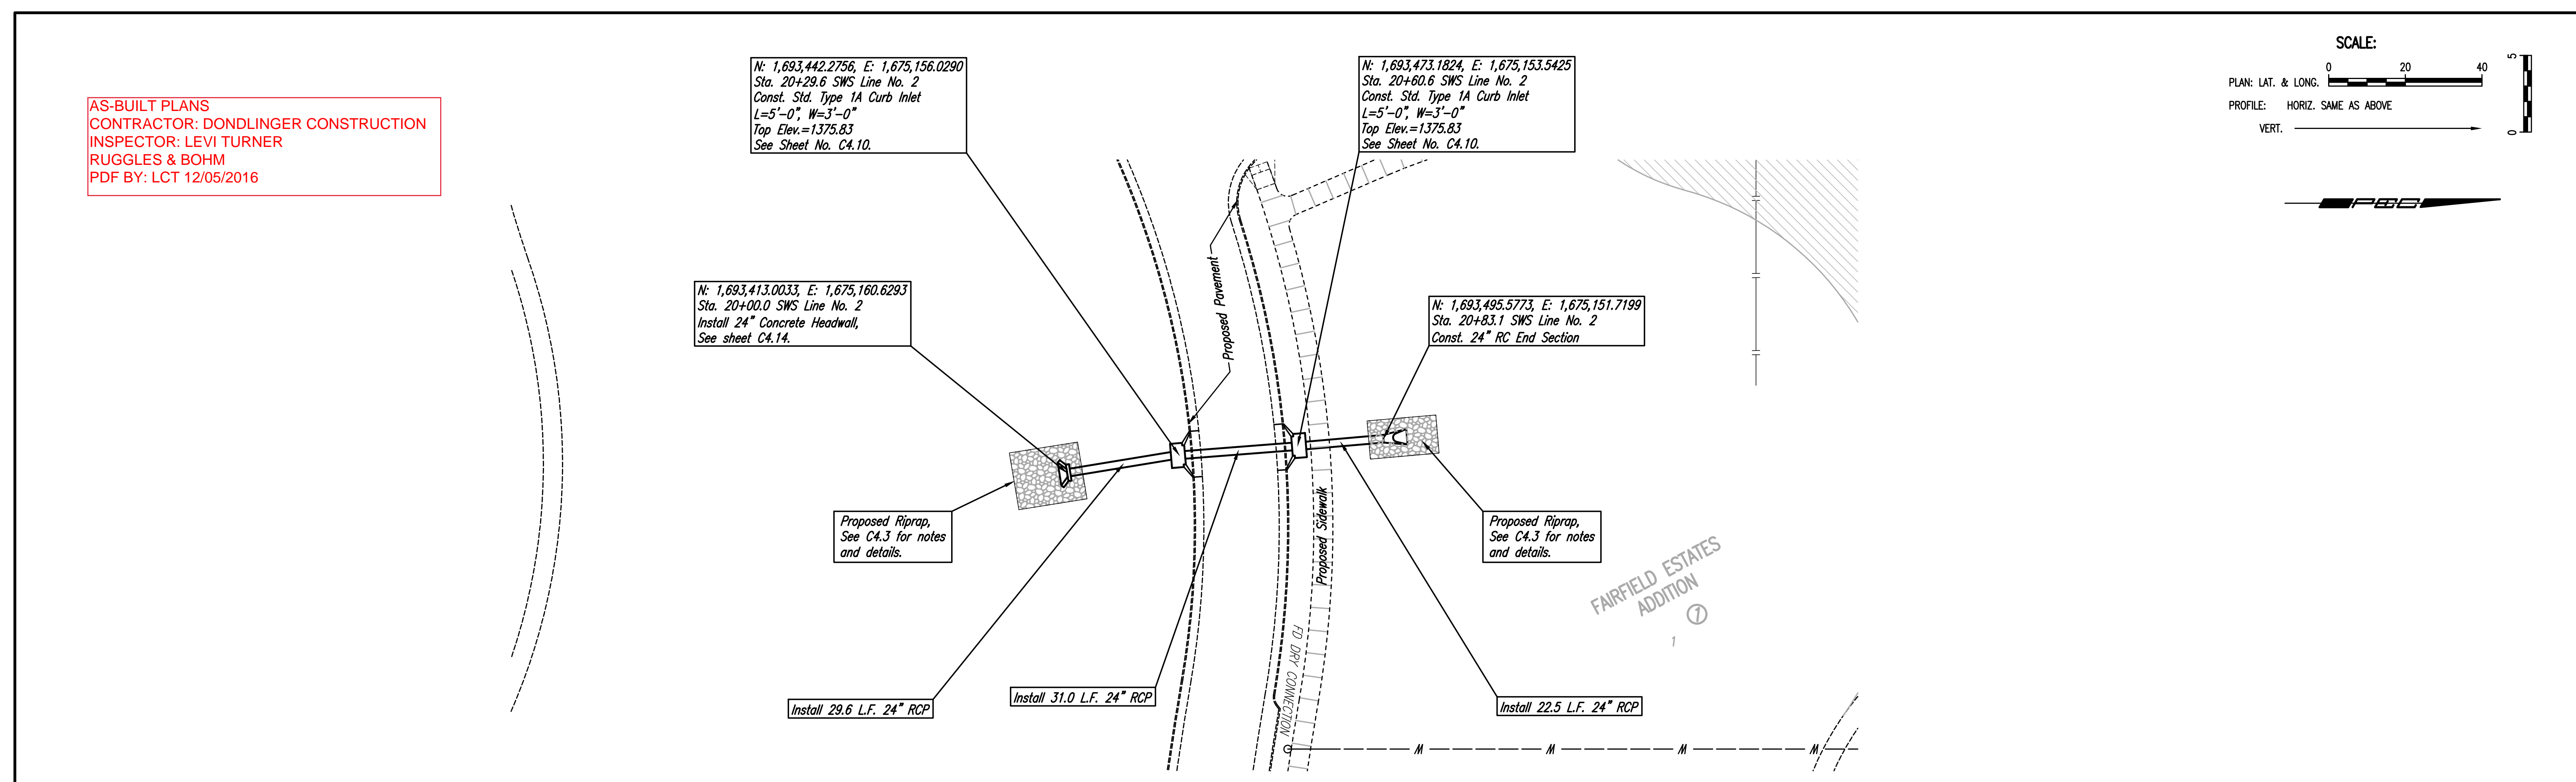 AS-BUILT PLANS
CONTRACTOR: DONDLINGER CONSTRUCTION
INSPECTOR: LEVI TURNER
RUGGLES & BOHM
PDF BY: LCT 12/05/2016
N: 1,693,442.2756, E: 1,675,156.0290
Sta. 20+29.6 SWS Line No. 2
Const. Std. Type 1A Curb Inlet
L=5'-0", W=3'-0"
Top Elev.=1375.83
See Sheet No. C4.10.
N: 1,693,473.1824, E: 1,675,153.5425
Sta. 20+60.6 SWS Line No. 2
Const. Std. Type 1A Curb Inlet
L=5'-0", W=3'-0"
Top Elev.=1375.83
See Sheet No. C4.10.
SCALE:
0 20 40
PLAN: LAT. & LONG.
PROFILE: HORIZ. SAME AS ABOVE
VERT.
5
0
PEC
N: 1,693,413.0033, E: 1,675,160.6293
Sta. 20+00.0 SWS Line No. 2
Install 24" Concrete Headwall,
See sheet C4.14.
Proposed Pavement
N: 1,693,495.5773, E: 1,675,151.7199
Sta. 20+83.1 SWS Line No. 2
Const. 24" RC End Section
Proposed Riprap,
See C4.3 for notes
and details.
Proposed Sidewalk
Proposed Riprap,
See C4.3 for notes
and details.
FAIRFIELD ESTATES
ADDITION
1
1
FD DRY CONNECTION
Install 29.6 L.F. 24" RCP
Install 31.0 L.F. 24" RCP
Install 22.5 L.F. 24" RCP
W W W W